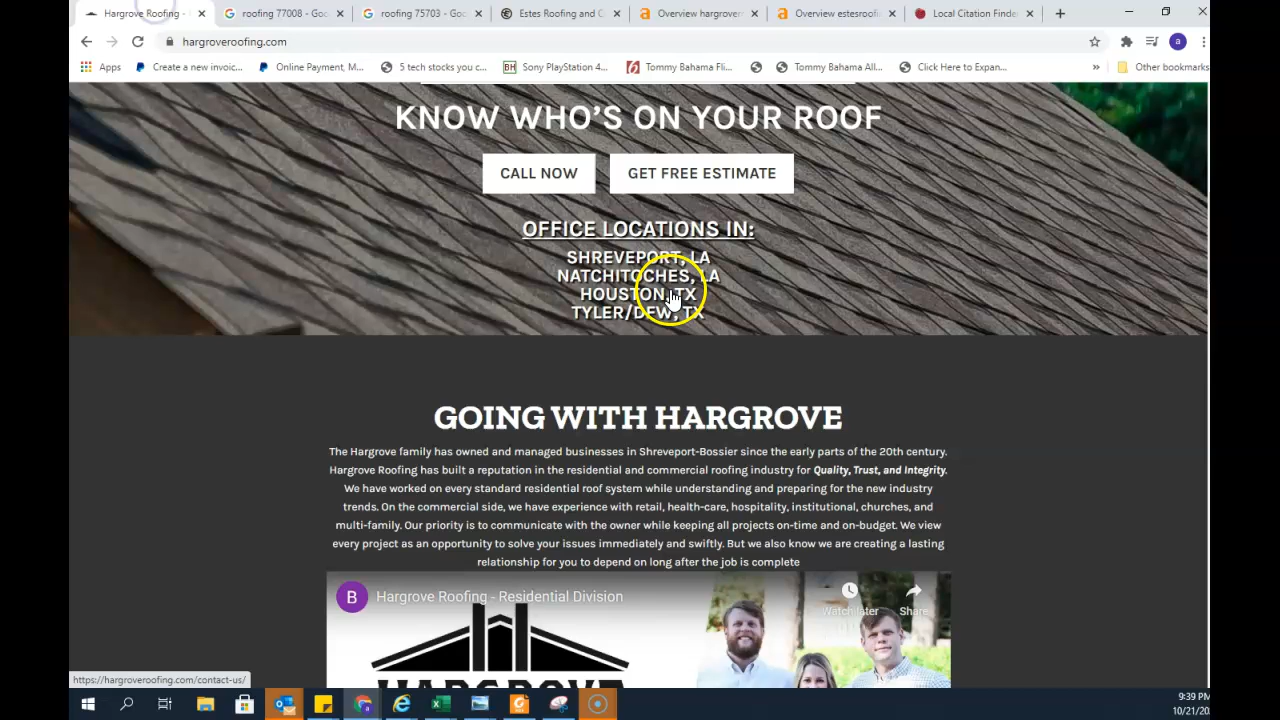 Hargrove Roofing -
roofing 77008 - Goo
roofing 75703 - Goo
Estes Roofing and C
Overview hargrover
Overview estesroofi
Local Citation Finder
hargroveroofing.com
a
Apps
Create a new invoic...
Online Payment, M...
5 tech stocks you c...
BH
Sony PlayStation 4...
Tommy Bahama Fli...
Tommy Bahama All...
Click Here to Expan...
»
Other bookmarks
KNOW WHO'S ON YOUR ROOF
CALL NOW
GET FREE ESTIMATE
OFFICE LOCATIONS IN:
SHREVEPORT, LA
NATCHITOCHES, LA
HOUSTON, TX
TYLER/DFW, TX
GOING WITH HARGROVE
The Hargrove family has owned and managed businesses in Shreveport-Bossier since the early parts of the 20th century.
Hargrove Roofing has built a reputation in the residential and commercial roofing industry for Quality, Trust, and Integrity.
We have worked on every standard residential roof system while understanding and preparing for the new industry
trends. On the commercial side, we have experience with retail, health-care, hospitality, institutional, churches, and
multi-family. Our priority is to communicate with the owner while keeping all projects on-time and on-budget. We view
every project as an opportunity to solve your issues immediately and swiftly. But we also know we are creating a lasting
relationship for you to depend on long after the job is complete
B
Hargrove Roofing - Residential Division
Watch later
Share
HARGROVE
https://hargroveroofing.com/contact-us/
9:39 PM
10/21/20